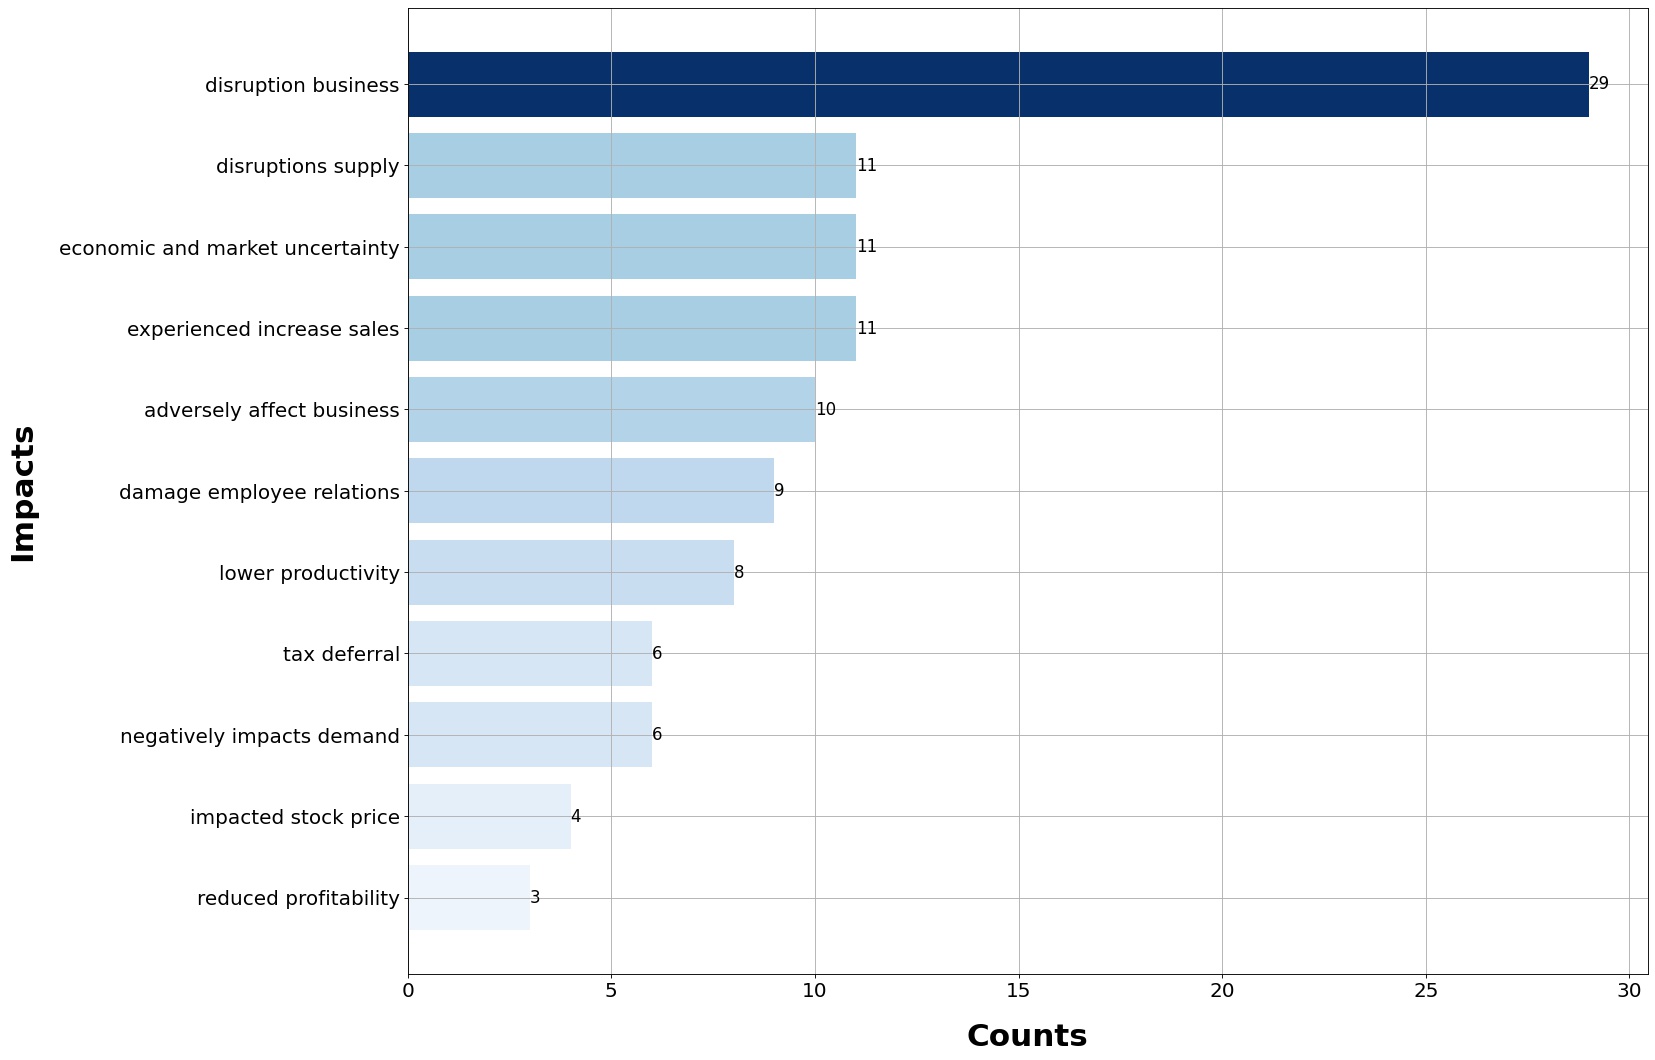 disruption business
29
disruptions supply
11
economic and market uncertainty
11
experienced increase sales
11
adversely affect business
10
damage employee relations
9
lower productivity
8
tax deferral
6
negatively impacts demand
6
impacted stock price
4
reduced profitability
3
Impacts
0 5 10 15 20 25 30
Counts